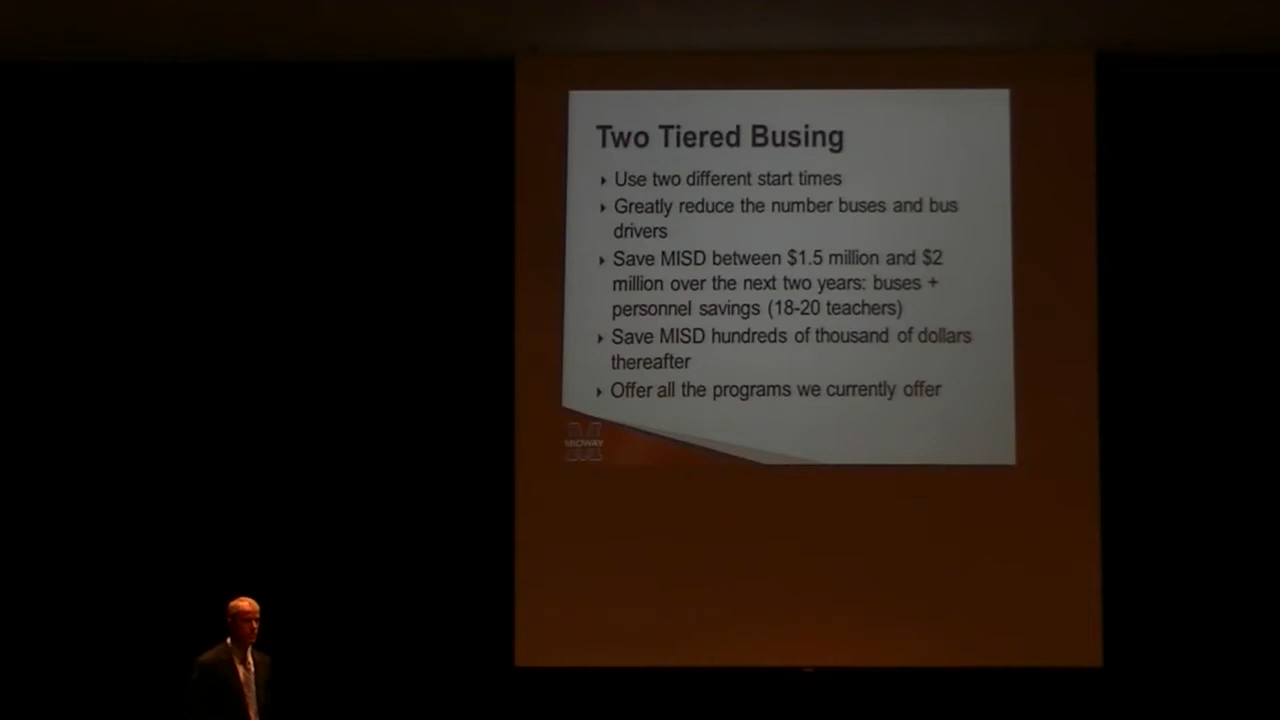 Two Tiered Busing
Use two different start times
Greatly reduce the number buses and bus
drivers
Save MISD between $1.5 million and $2
million over the next two years: buses +
personnel savings (18-20 teachers)
Save MISD hundreds of thousand of dollars
thereafter
Offer all the programs we currently offer
M
MIDWAY